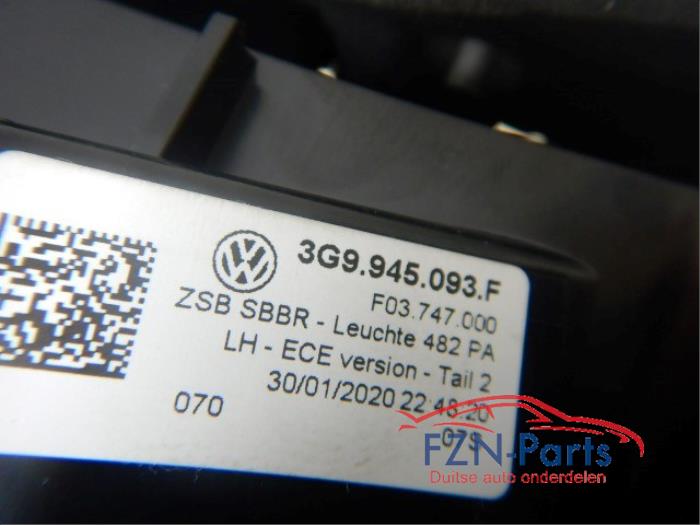 3G9.945.093.F
F03.747.000
ZSB SBBR - Leuchte 482 PA
LH - ECE version - Tail 2
30/01/2020 22:48:20
070
07S
FZN-Parts
Duitse auto onderdelen